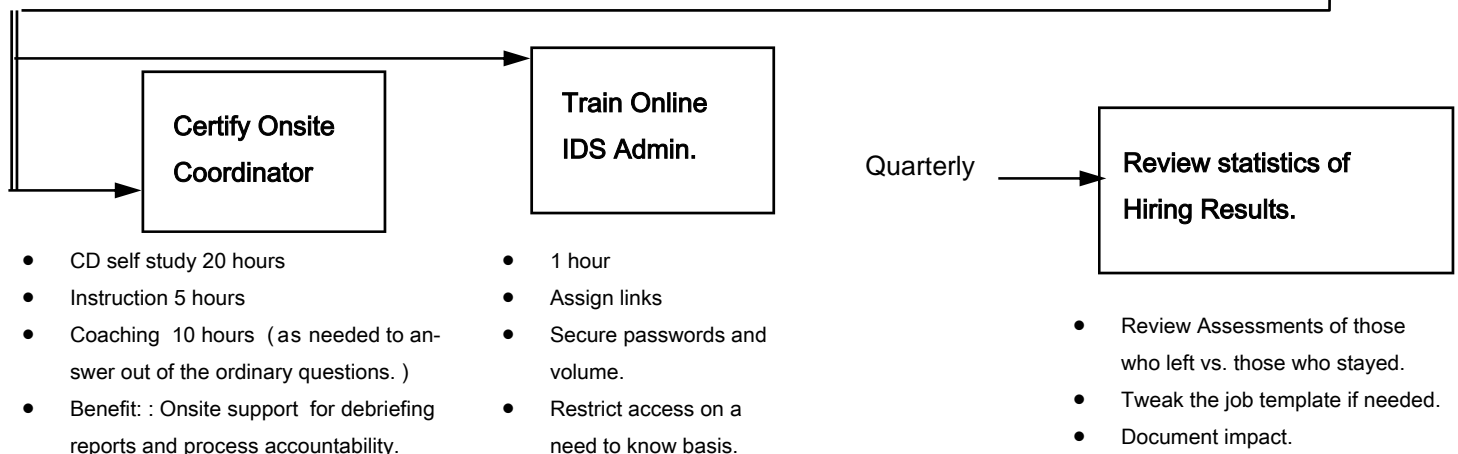 Certify Onsite
Coordinator
• CD self study 20 hours
• Instruction 5 hours
• Coaching 10 hours (as needed to an-
swer out of the ordinary questions. )
• Benefit: : Onsite support for debriefing
reports and process accountability.
Train Online
IDS Admin.
• 1 hour
• Assign links
• Secure passwords and
volume.
• Restrict access on a
need to know basis.
Quarterly
Review statistics of
Hiring Results.
• Review Assessments of those
who left vs. those who stayed.
• Tweak the job template if needed.
• Document impact.